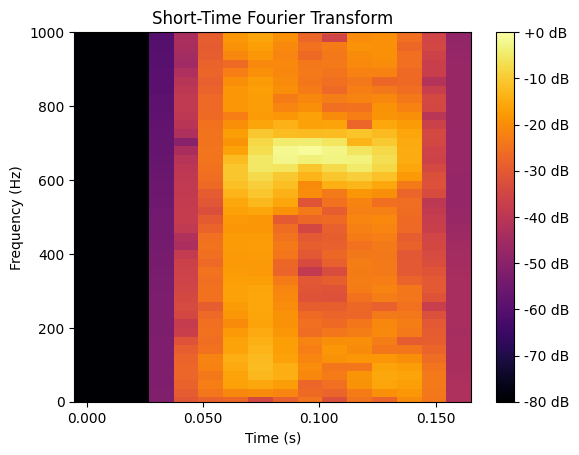 Short-Time Fourier Transform
1000
800
600
400
200
0
Frequency (Hz)
0.000
0.050
0.100
0.150
Time (s)
+0 dB
-10 dB
-20 dB
-30 dB
-40 dB
-50 dB
-60 dB
-70 dB
-80 dB